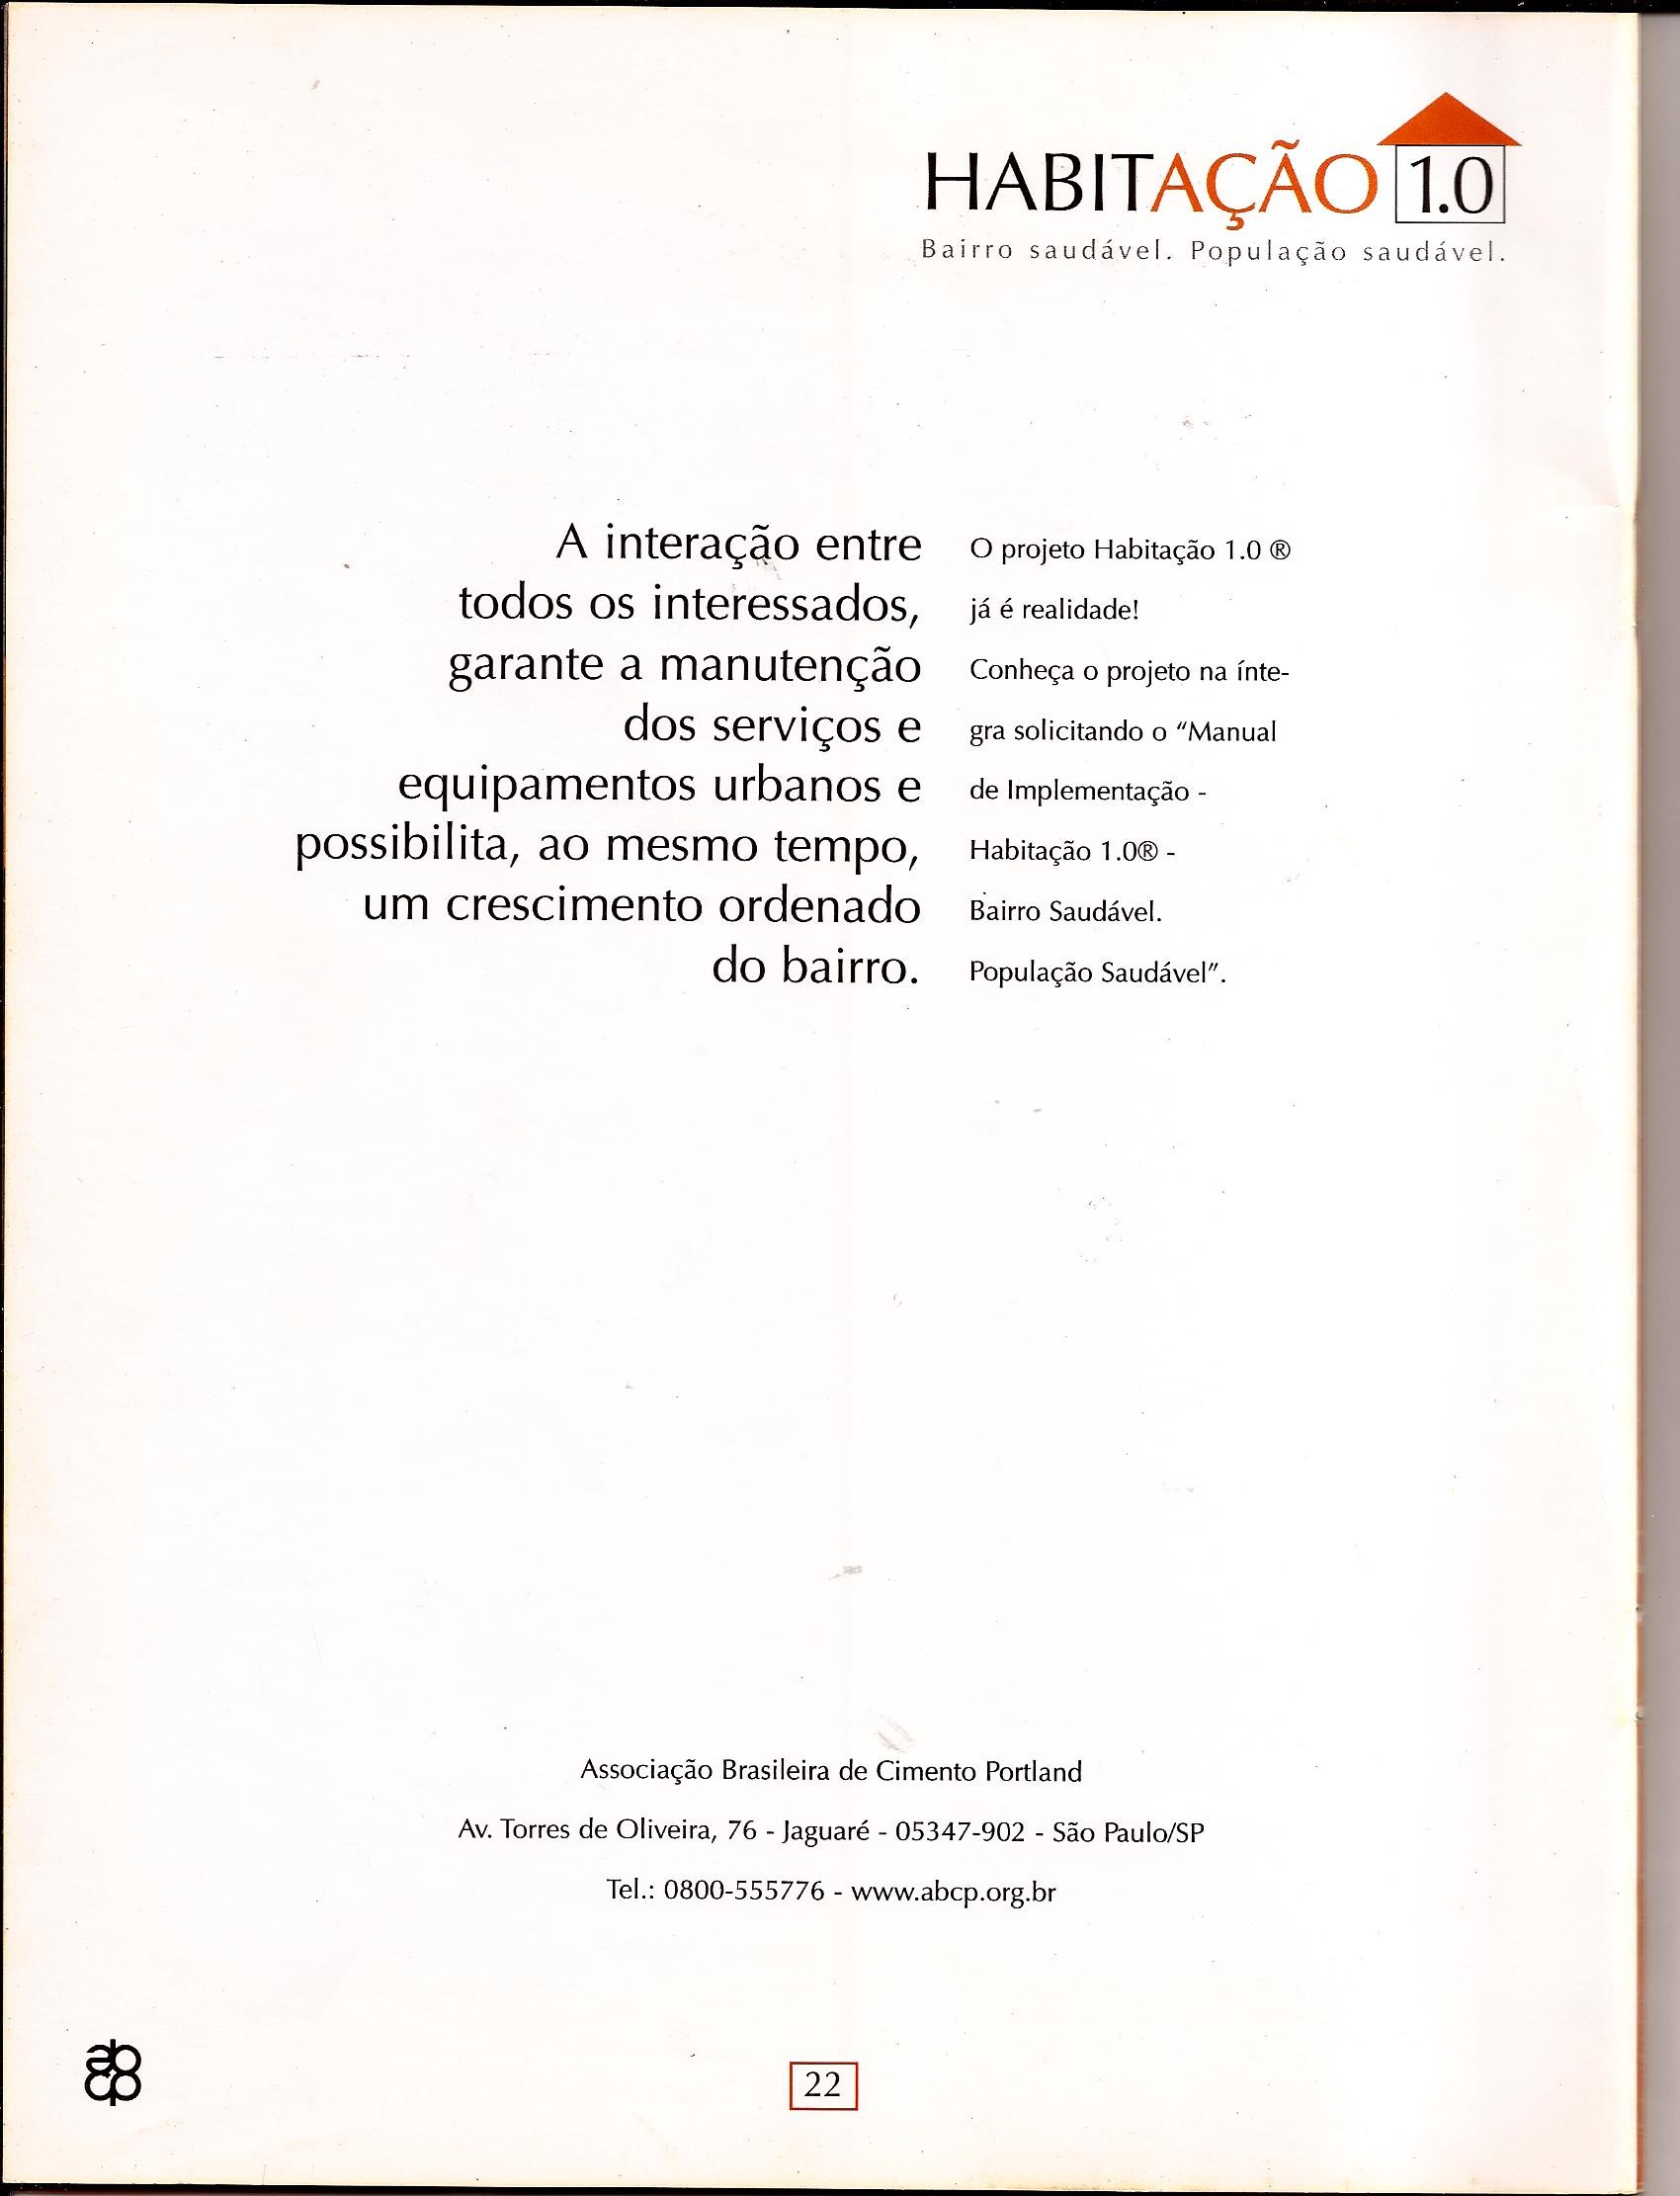 HABITAÇÃO 1.0
Bairro saudável. População saudável.
A interação entre
todos os interessados,
garante a manutenção
dos serviços e
equipamentos urbanos e
possibilita, ao mesmo tempo,
um crescimento ordenado
do bairro.
O projeto Habitação 1.0 ®
já é realidade!
Conheça o projeto na ínte-
gra solicitando o "Manual
de Implementação -
Habitação 1.0® -
Bairro Saudável.
População Saudável".
Associação Brasileira de Cimento Portland
Av. Torres de Oliveira, 76 - Jaguaré - 05347-902 - São Paulo/SP
Tel.: 0800-555776 - www.abcp.org.br
abcp
22